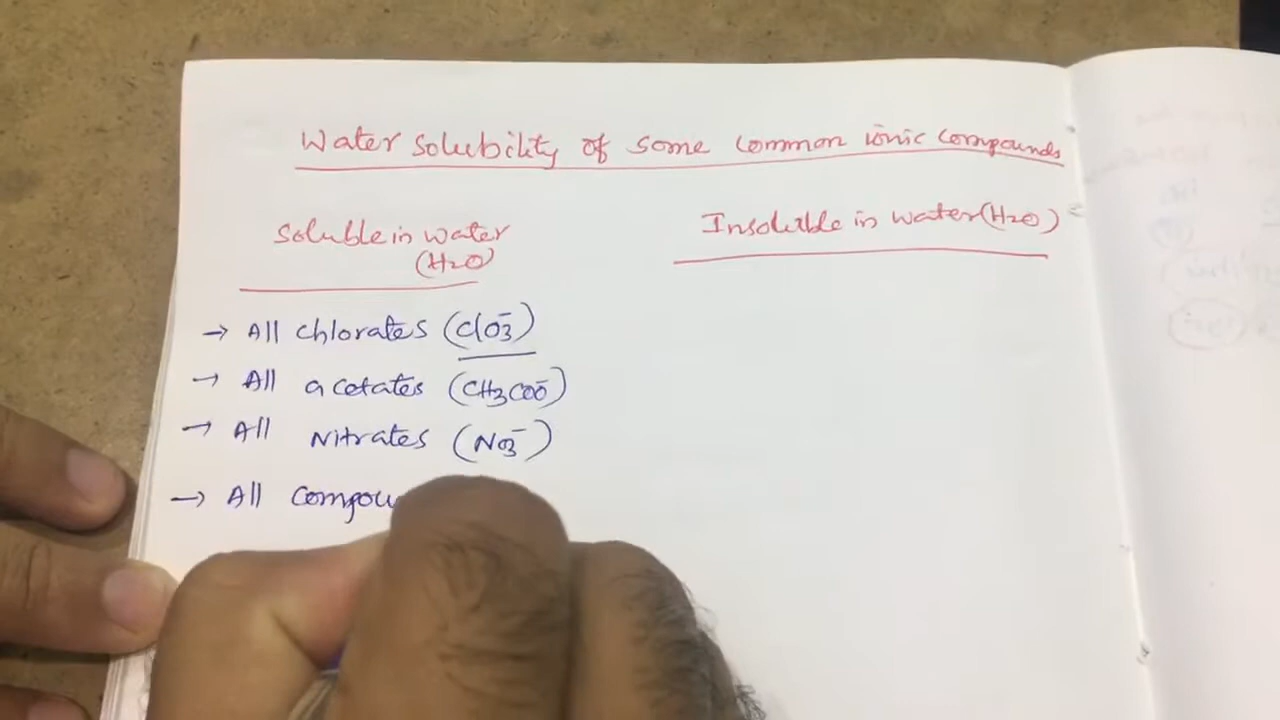 Water solubility of some common ionic compounds
Soluble in water
(H2O)
Insoluble in water (H2O)
→ All chlorates (ClO3⁻)
→ All acetates (CH3COO⁻)
→ All Nitrates (NO3⁻)
→ All compou